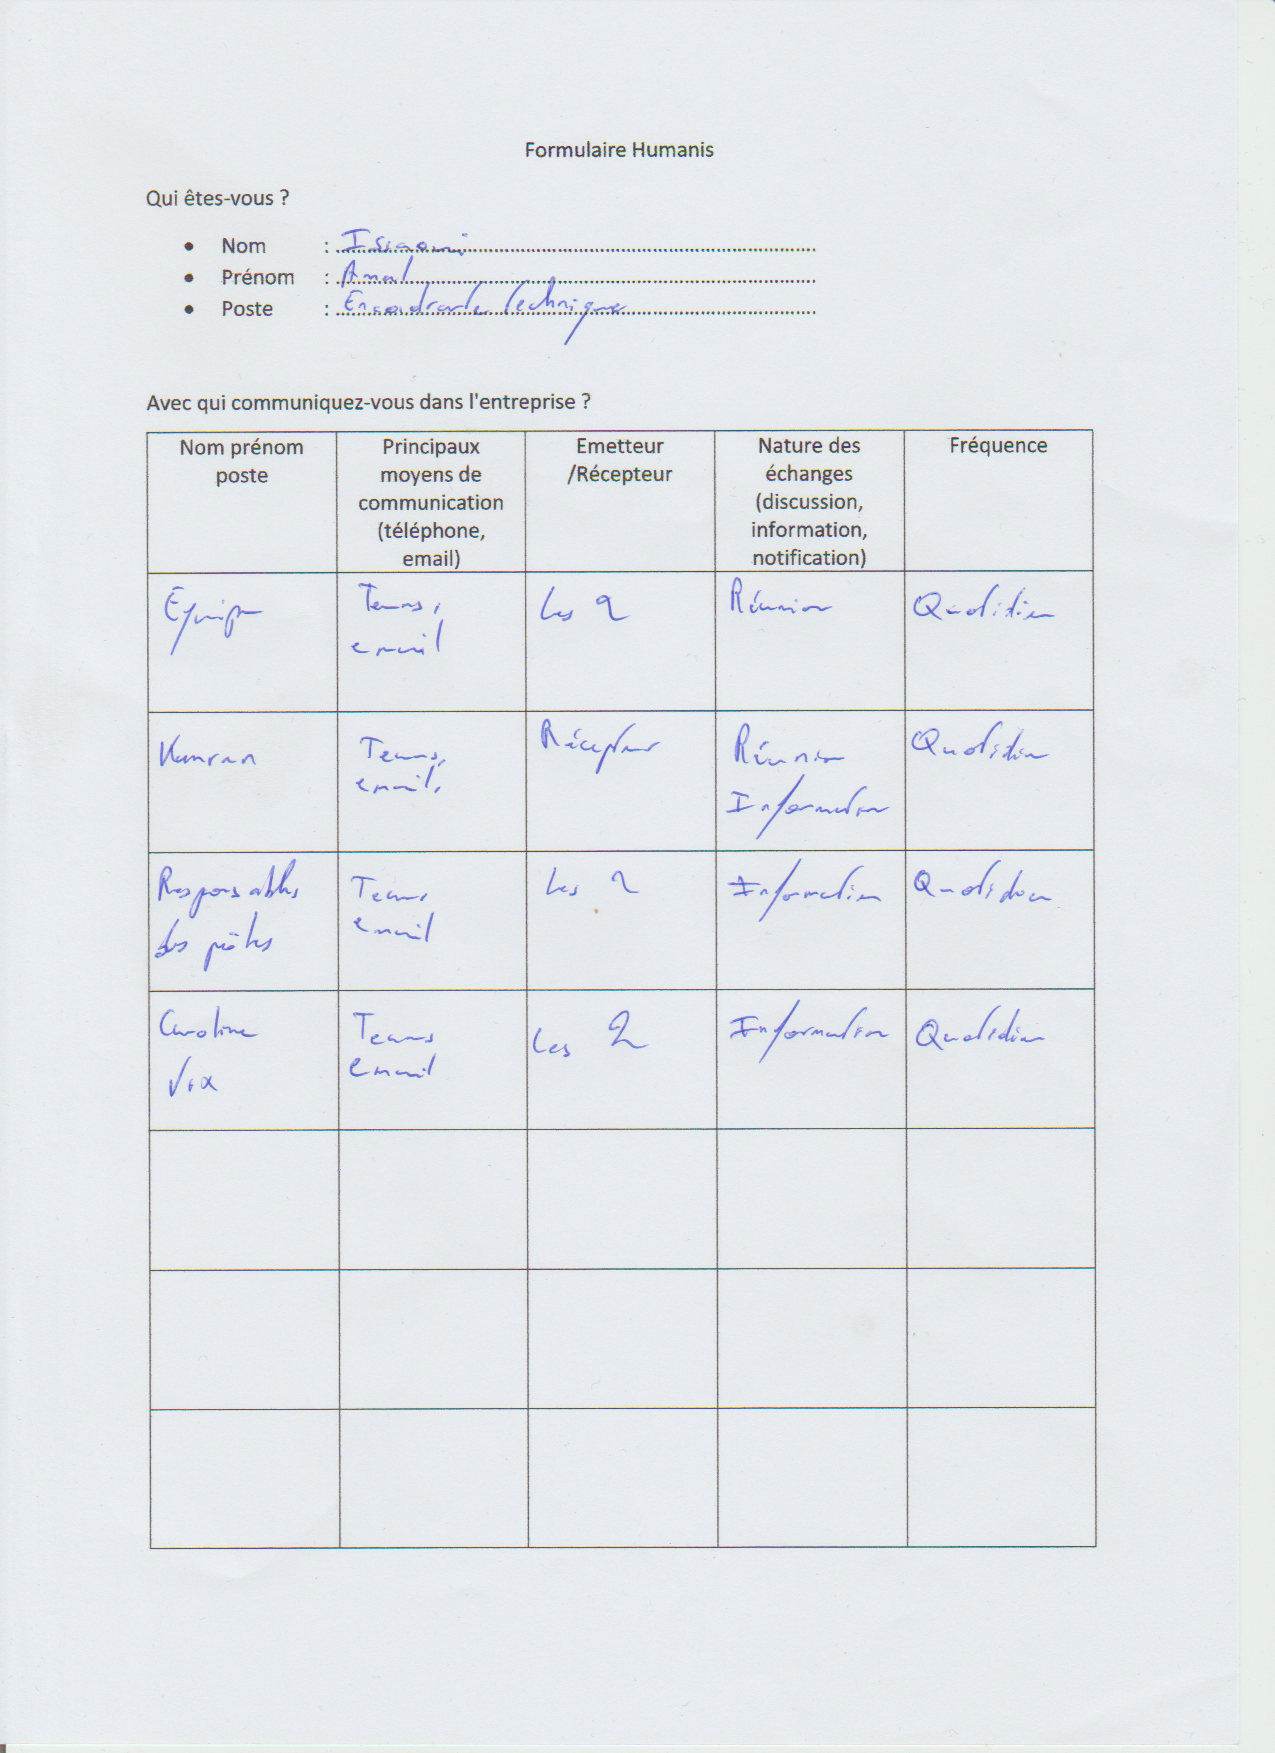 Formulaire Humanis
Qui êtes-vous ?
• Nom :
• Prénom : Amal
• Poste : Encadrante technique
Avec qui communiquez-vous dans l'entreprise ?
Nom prénom
poste
Principaux
moyens de
communication
(téléphone,
email)
Emetteur
/Récepteur
Nature des
échanges
(discussion,
information,
notification)
Fréquence
Equipe
Teams,
email
Les 2
Réunion
Quotidien
Kamran
Teams,
email,
Récepteur
Réunion
Information
Quotidien
Responsables
des pôles
Teams
email
Les 2
Information
Quotidien
Caroline
Teams
email
Les 2
Information
Quotidien